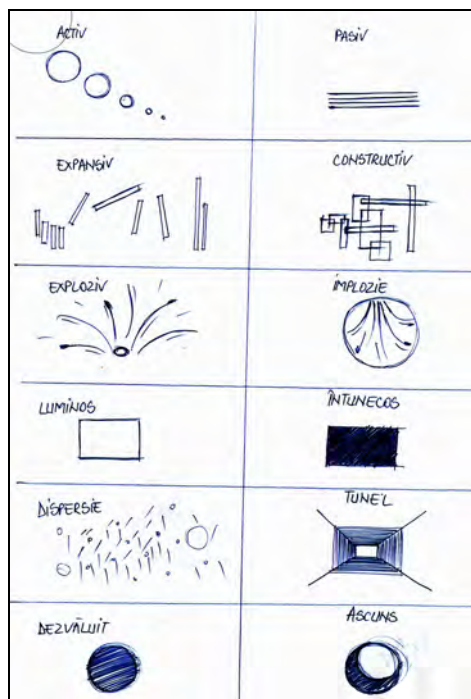 ACTIV
PASIV
EXPANSIV
CONSTRUCTIV
EXPLOZIV
IMPLOZIE
LUMINOS
ÎNTUNECOS
DISPERSIE
TUNEL
DEZVĂLUIT
ASCUNS